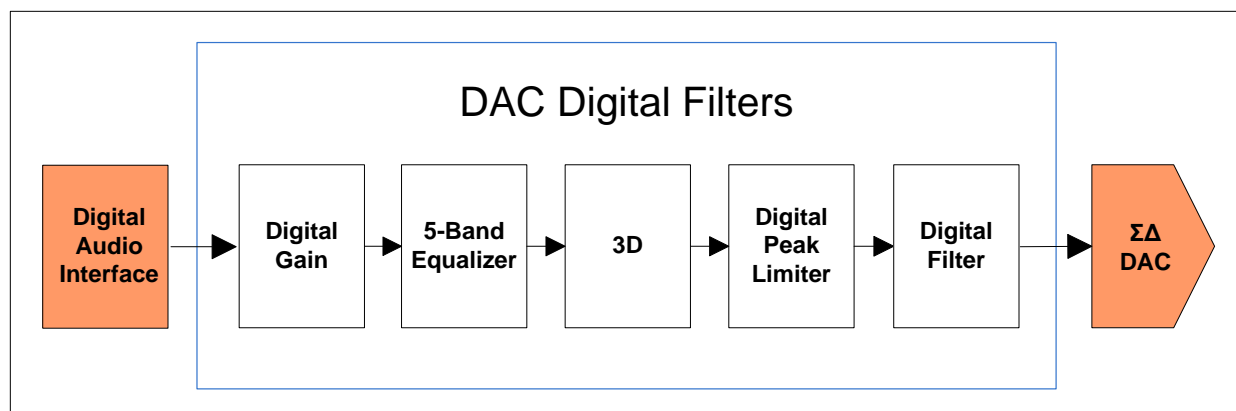 DAC Digital Filters
Digital
Audio
Interface
Digital
Gain
5-Band
Equalizer
3D
Digital
Peak
Limiter
Digital
Filter
ΣΔ
DAC